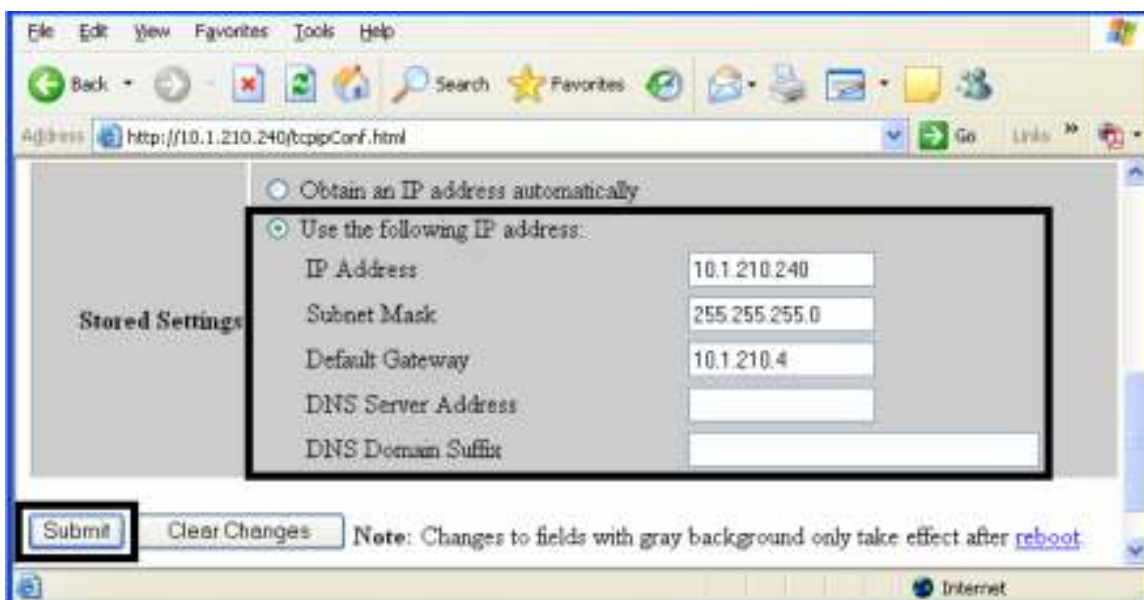 File Edit View Favorites Tools Help
Back Search Favorites
Address http://10.1.210.240/tcpipConf.html Go Links »
Obtain an IP address automatically
Use the following IP address:
IP Address 10.1.210.240
Subnet Mask 255.255.255.0
Stored Settings
Default Gateway 10.1.210.4
DNS Server Address
DNS Domain Suffix
Submit Clear Changes Note: Changes to fields with gray background only take effect after reboot.
Internet